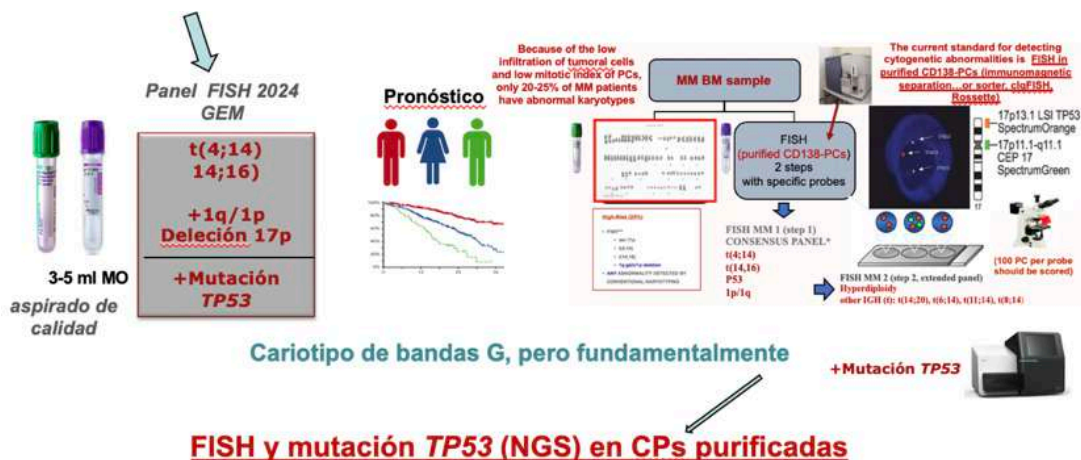 Panel FISH 2024
GEM
t(4;14)
14;16)
+1q/1p
Deleción 17p
+Mutación
TP53
3-5 ml MO
aspirado de
calidad
Pronóstico
Because of the low
infiltration of tumoral cells
and low mitotic index of PCs,
only 20-25% of MM patients
have abnormal karyotypes
MM BM sample
FISH
(purified CD138-PCs)
2 steps
with specific probes
The current standard for detecting
cytogenetic abnormalities is FISH in
purified CD138-PCs (immunomagnetic
separation...or sorter, cIgFISH,
Rossette)
17p13.1 LSI TP53
SpectrumOrange
17p11.1-q11.1
CEP 17
SpectrumGreen
17
FISH MM 1 (step 1)
CONSENSUS PANEL*
t(4;14)
t(14,16)
P53
1p/1q
(100 PC per probe
should be scored)
FISH MM 2 (step 2, extended panel)
Hyperdiploidy
other IGH (t): t(14;20), t(6;14), t(11;14), t(8;14)
ANY ABNORMALITY DETECTED BY
CONVENTIONAL KARYOTYPING
Cariotipo de bandas G, pero fundamentalmente
+Mutación TP53
FISH y mutación TP53 (NGS) en CPs purificadas